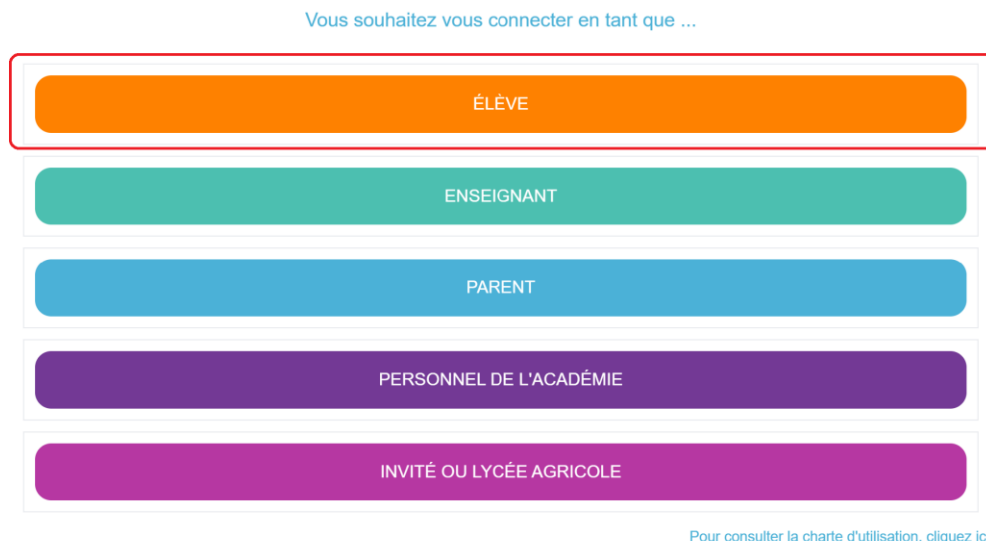 Vous souhaitez vous connecter en tant que ...
ÉLÈVE
ENSEIGNANT
PARENT
PERSONNEL DE L'ACADÉMIE
INVITÉ OU LYCÉE AGRICOLE
Pour consulter la charte d'utilisation, cliquez ic